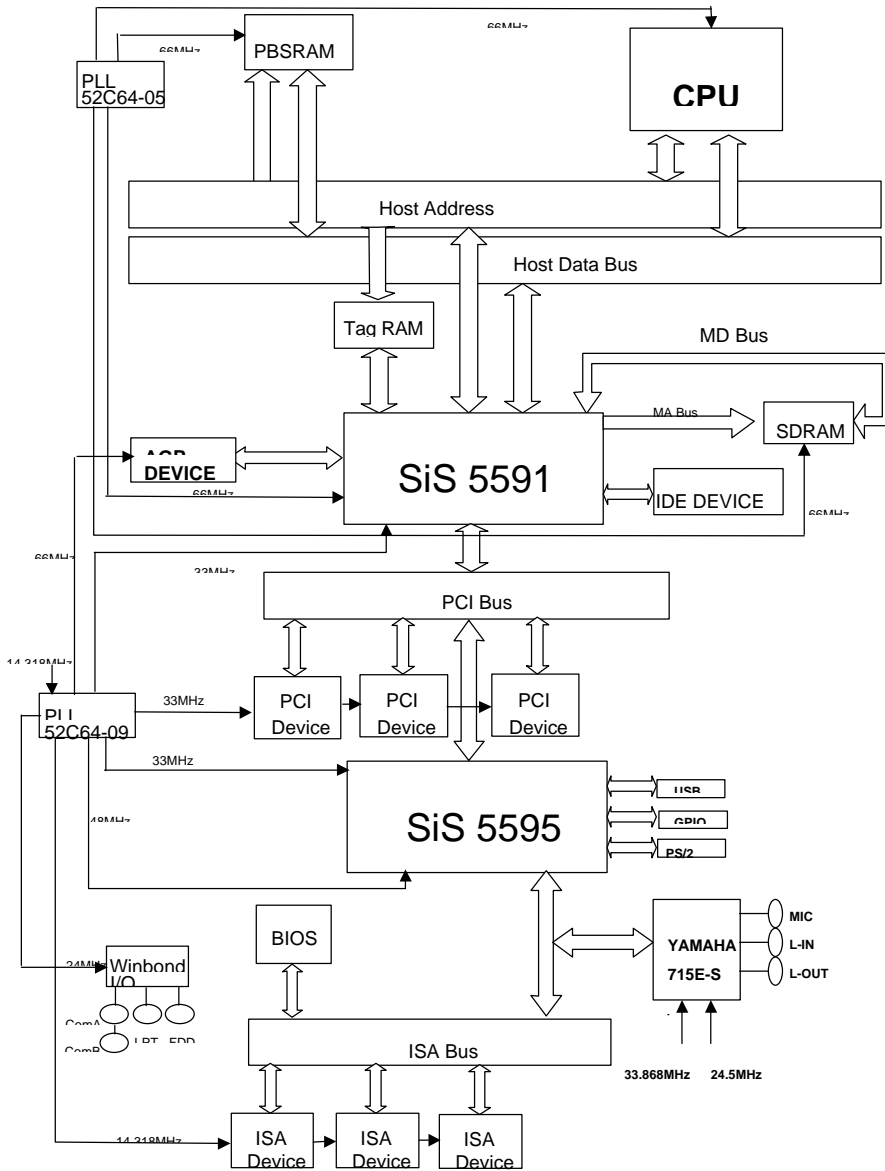 66MHz
66MHz
PBSRAM
PLL
52C64-05
CPU
Host Address
Host Data Bus
Tag RAM
MD Bus
MA Bus
SDRAM
AGP
DEVICE
SiS 5591
66MHz
IDE DEVICE
66MHz
66MHz
33MHz
PCI Bus
14.318MHz
PLL
52C64-09
33MHz
PCI
Device
PCI
Device
PCI
Device
33MHz
SiS 5595
USB
GPIO
PS/2
48MHz
BIOS
YAMAHA
715E-S
MIC
L-IN
L-OUT
24MHz
Winbond
I/O
ComA
ComB
LPT
FDD
ISA Bus
33.868MHz
24.5MHz
14.318MHz
ISA
Device
ISA
Device
ISA
Device